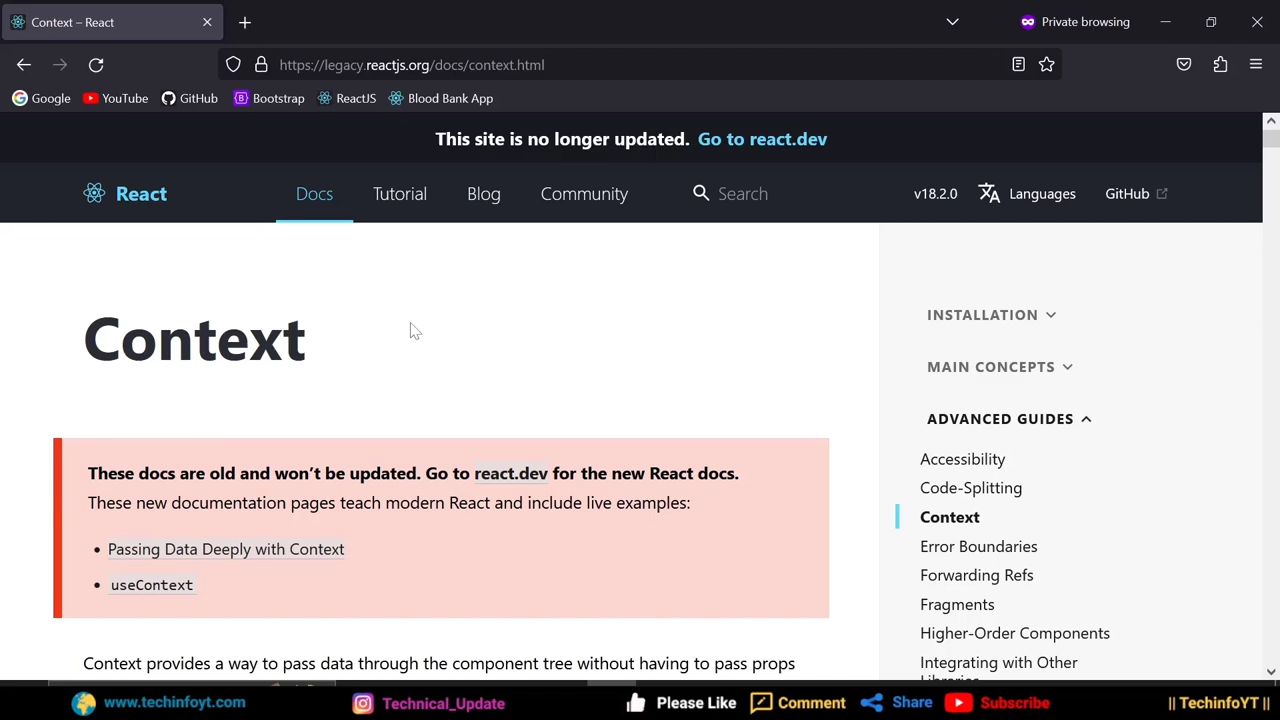 Context – React
Private browsing
https://legacy.reactjs.org/docs/context.html
Google
YouTube
GitHub
Bootstrap
ReactJS
Blood Bank App
This site is no longer updated. Go to react.dev
React
Docs
Tutorial
Blog
Community
Search
v18.2.0
Languages
GitHub
Context
These docs are old and won’t be updated. Go to react.dev for the new React docs.
These new documentation pages teach modern React and include live examples:
• Passing Data Deeply with Context
• useContext
Context provides a way to pass data through the component tree without having to pass props
INSTALLATION
MAIN CONCEPTS
ADVANCED GUIDES
Accessibility
Code-Splitting
Context
Error Boundaries
Forwarding Refs
Fragments
Higher-Order Components
Integrating with Other
Libraries
www.techinfoyt.com
Technical_Update
Please Like
Comment
Share
Subscribe
|| TechinfoYT ||